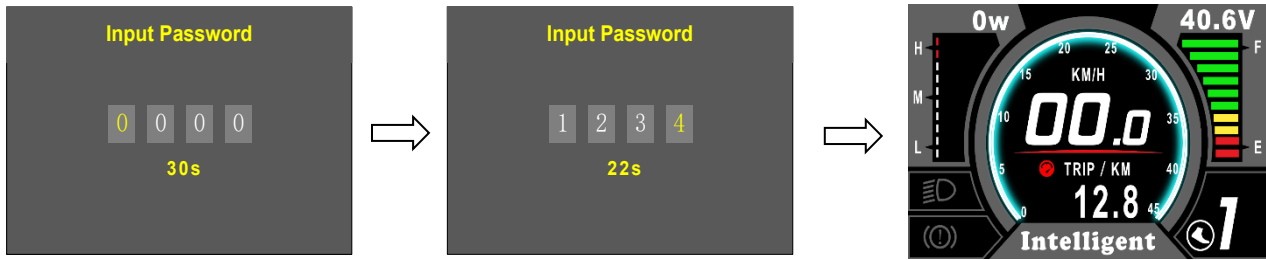 Input Password
0 0 0 0
30s
Input Password
1 2 3 4
22s
0w
40.6V
H
M
L
F
E
0
5
10
15
20
25
30
35
40
45
KM/H
00.0
TRIP / KM
12.8
Intelligent
1